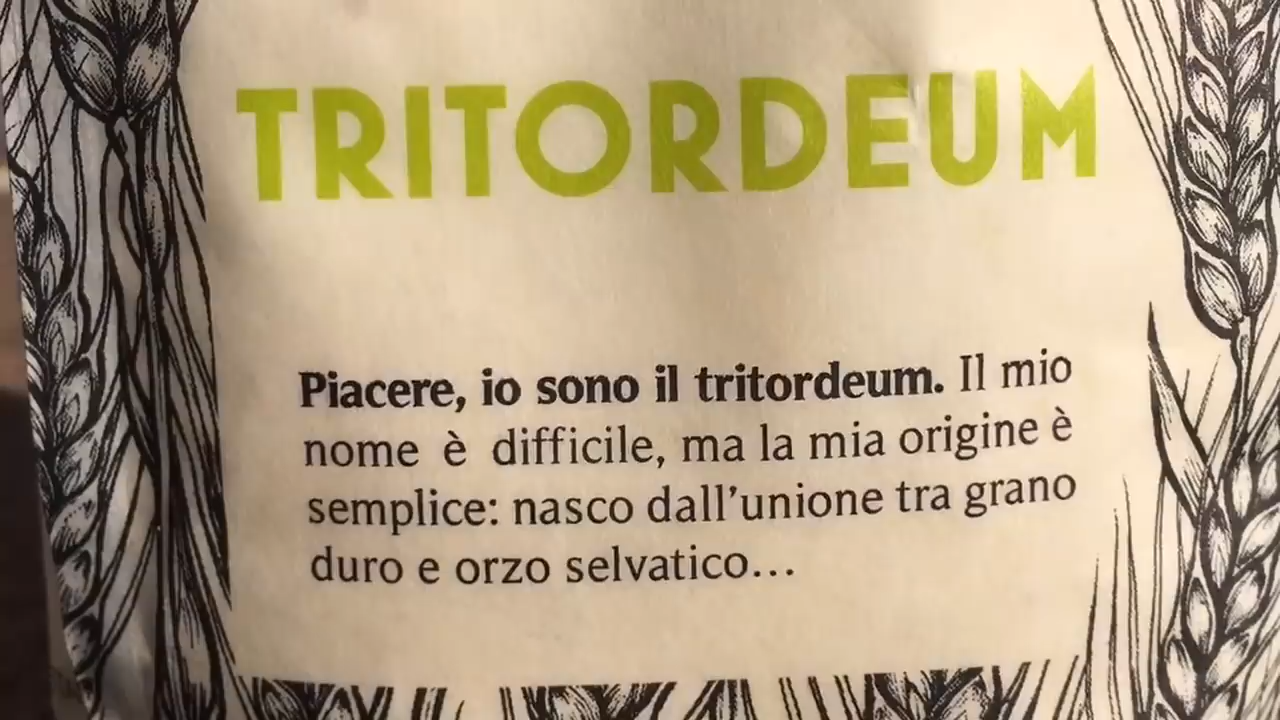 TRITORDEUM
Piacere, io sono il tritordeum. Il mio
nome è difficile, ma la mia origine è
semplice: nasco dall'unione tra grano
duro e orzo selvatico...